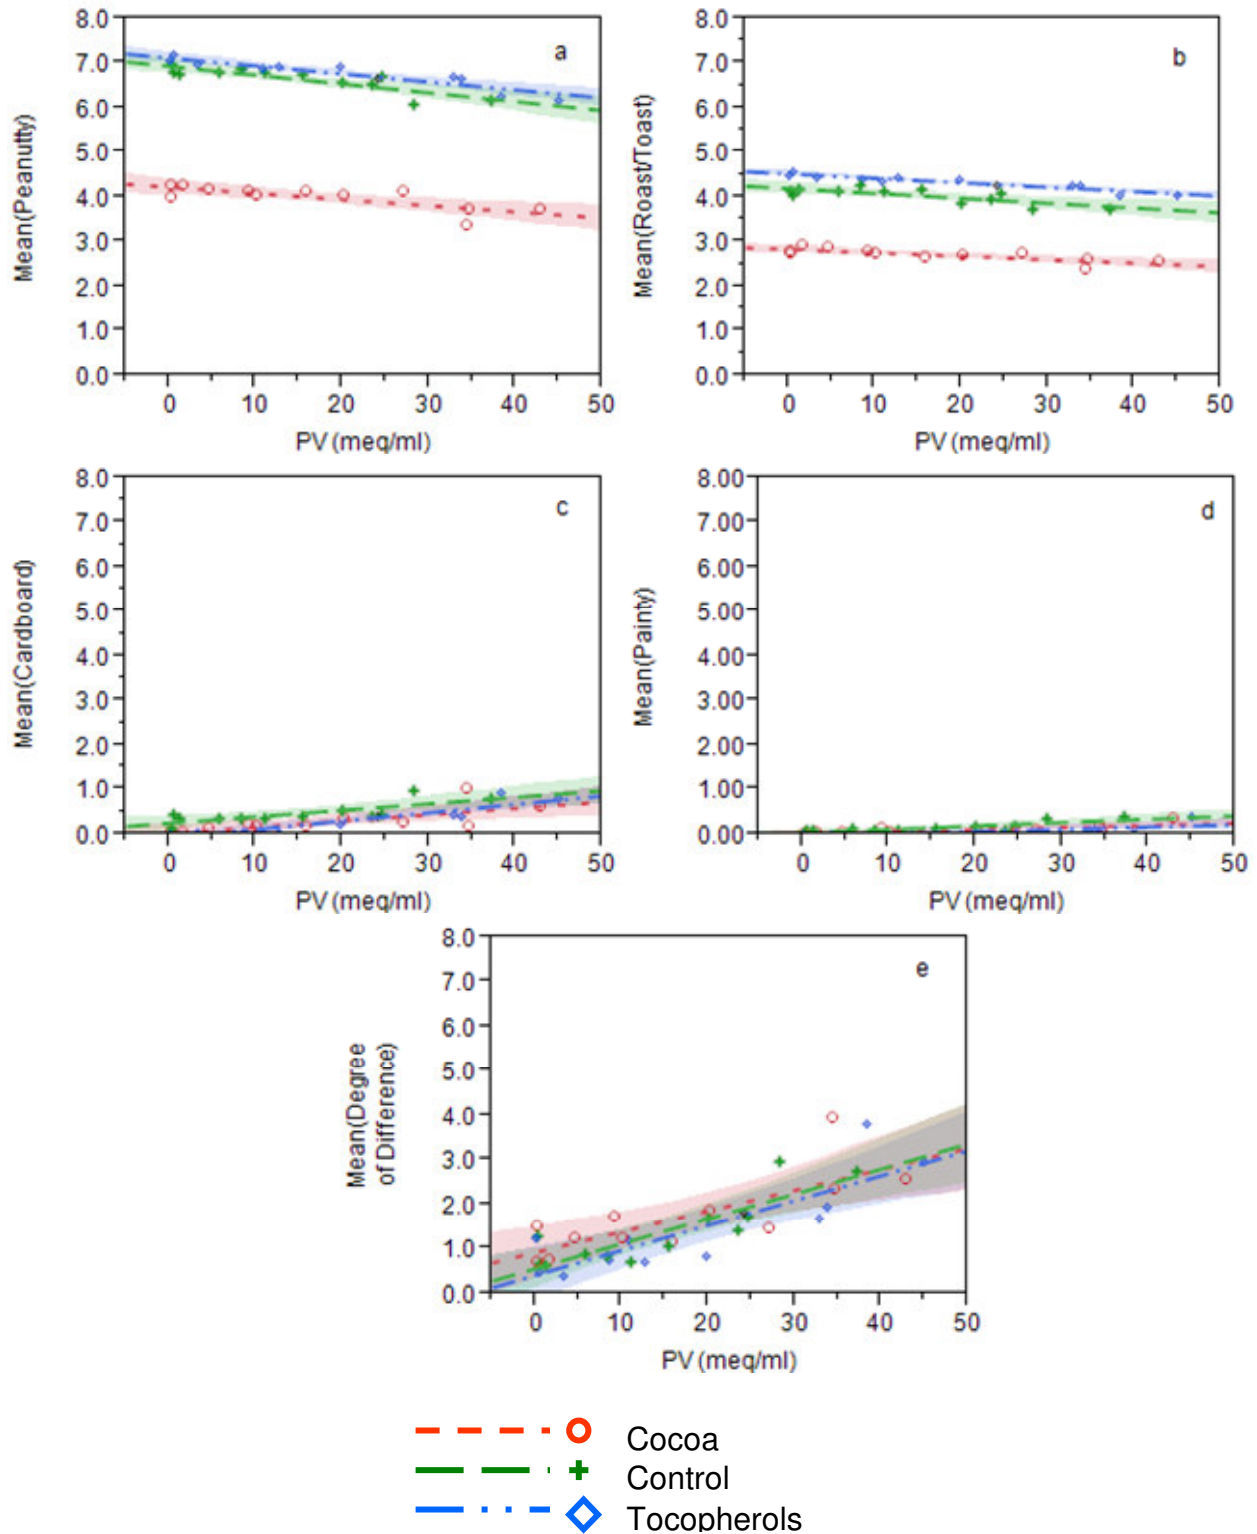 8.0
7.0
6.0
5.0
4.0
3.0
2.0
1.0
0.0
Mean(Peanutty)
a
0 10 20 30 40 50
PV (meq/ml)
8.0
7.0
6.0
5.0
4.0
3.0
2.0
1.0
0.0
Mean(Roast/Toast)
b
0 10 20 30 40 50
PV (meq/ml)
8.0
7.0
6.0
5.0
4.0
3.0
2.0
1.00
0.0
Mean(Cardboard)
c
0 10 20 30 40 50
PV (meq/ml)
8.00
7.00
6.00
5.00
4.00
3.00
2.00
1.00
0.00
Mean(Painty)
d
0 10 20 30 40 50
PV (meq/ml)
8.0
7.0
6.0
5.0
4.0
3.0
2.0
1.0
0.0
Mean(Degree
of Difference)
e
0 10 20 30 40 50
PV (meq/ml)
Cocoa
Control
Tocopherols